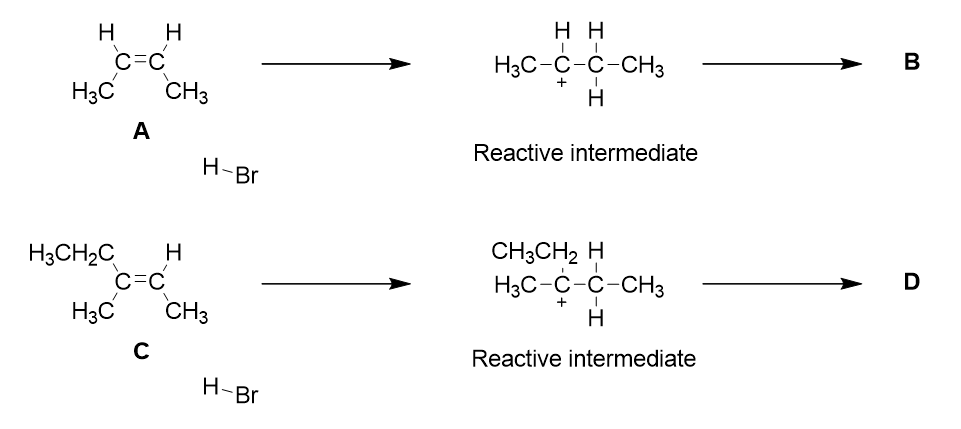 H H H H
C=C H₃C-C-C-CH₃ B
H₃C CH₃ + H
A
Reactive intermediate
H-Br
H₃CH₂C H CH₃CH₂ H
C=C H₃C-C-C-CH₃ D
H₃C CH₃ + H
C
Reactive intermediate
H-Br